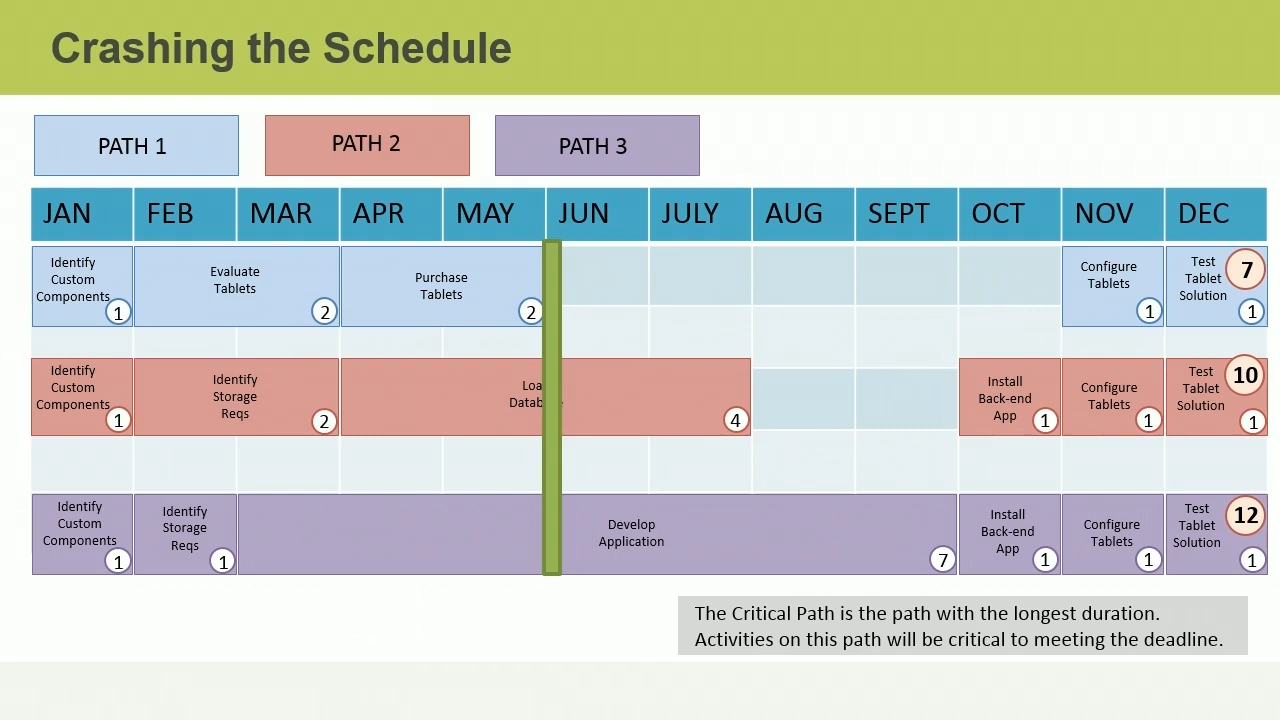 Crashing the Schedule
PATH 1
PATH 2
PATH 3
JAN
FEB
MAR
APR
MAY
JUN
JULY
AUG
SEPT
OCT
NOV
DEC
Identify
Custom
Components
1
Evaluate
Tablets
2
Purchase
Tablets
2
Configure
Tablets
1
Test
Tablet
Solution
7
1
Identify
Custom
Components
1
Identify
Storage
Reqs
2
4
Install
Back-end
App
1
Configure
Tablets
1
Test
Tablet
Solution
10
1
Identify
Custom
Components
1
Identify
Storage
Reqs
1
Develop
Application
7
Install
Back-end
App
1
Configure
Tablets
1
Test
Tablet
Solution
12
1
The Critical Path is the path with the longest duration.
Activities on this path will be critical to meeting the deadline.